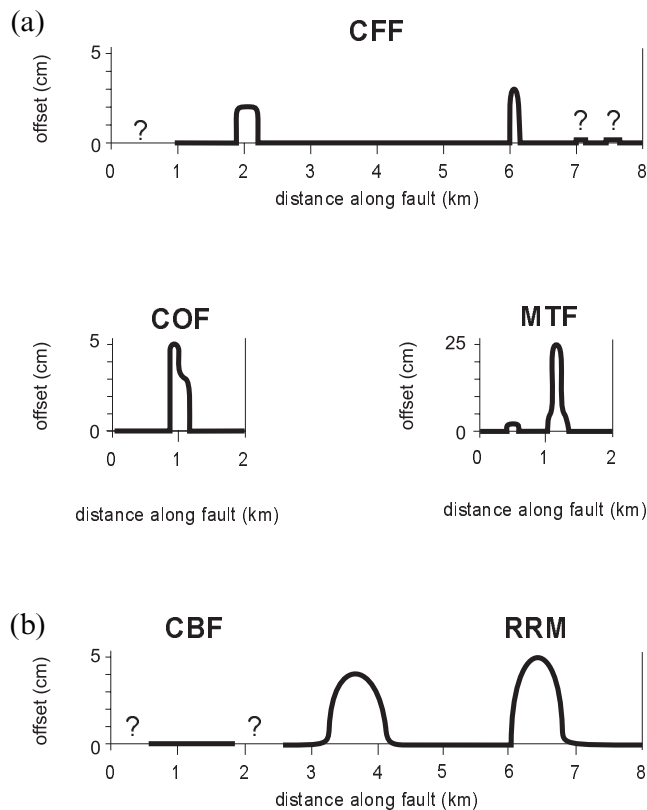 (a)
CFF
5
offset (cm)
0
? ? ?
0 1 2 3 4 5 6 7 8
distance along fault (km)
COF
5
offset (cm)
0
0 1 2
distance along fault (km)
MTF
25
offset (cm)
0
0 1 2
distance along fault (km)
(b)
CBF RRM
5
offset (cm)
0
? ?
0 1 2 3 4 5 6 7 8
distance along fault (km)